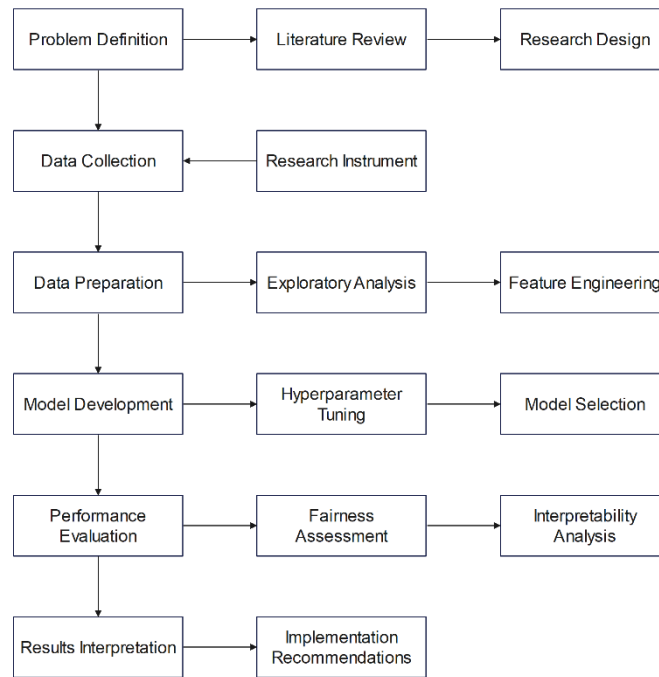 Problem Definition
Literature Review
Research Design
Data Collection
Research Instrument
Data Preparation
Exploratory Analysis
Feature Engineering
Model Development
Hyperparameter
Tuning
Model Selection
Performance
Evaluation
Fairness
Assessment
Interpretability
Analysis
Results Interpretation
Implementation
Recommendations